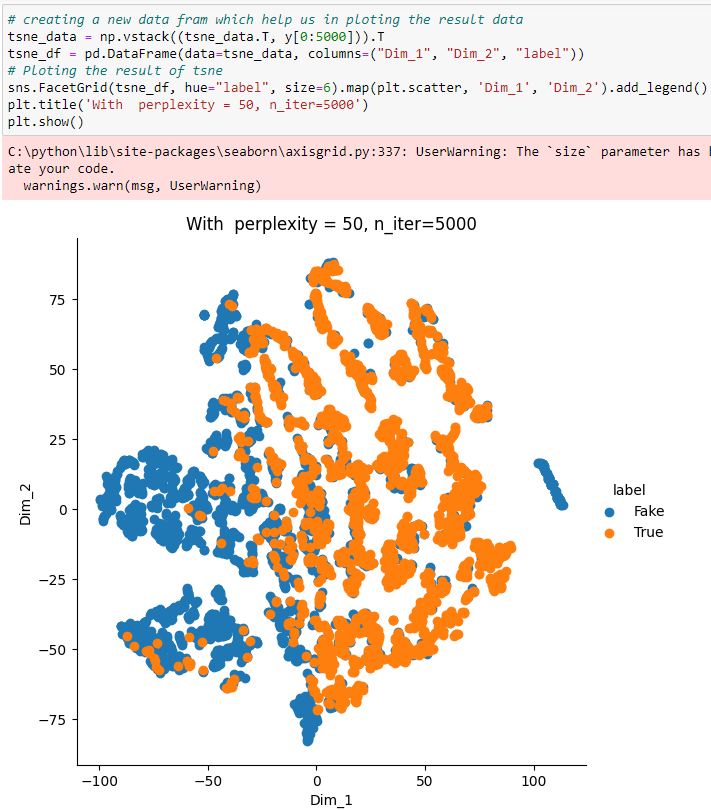 # creating a new data fram which help us in ploting the result data
tsne_data = np.vstack((tsne_data.T, y[0:5000])).T
tsne_df = pd.DataFrame(data=tsne_data, columns=("Dim_1", "Dim_2", "label"))
# Ploting the result of tsne
sns.FacetGrid(tsne_df, hue="label", size=6).map(plt.scatter, 'Dim_1', 'Dim_2').add_legend()
plt.title('With  perplexity = 50, n_iter=5000')
plt.show()
C:\python\lib\site-packages\seaborn\axisgrid.py:337: UserWarning: The `size` parameter has
ate your code.
  warnings.warn(msg, UserWarning)
With  perplexity = 50, n_iter=5000
75
50
25
0
−25
−50
−75
Dim_2
label
Fake
True
−100
−50
0
50
100
Dim_1